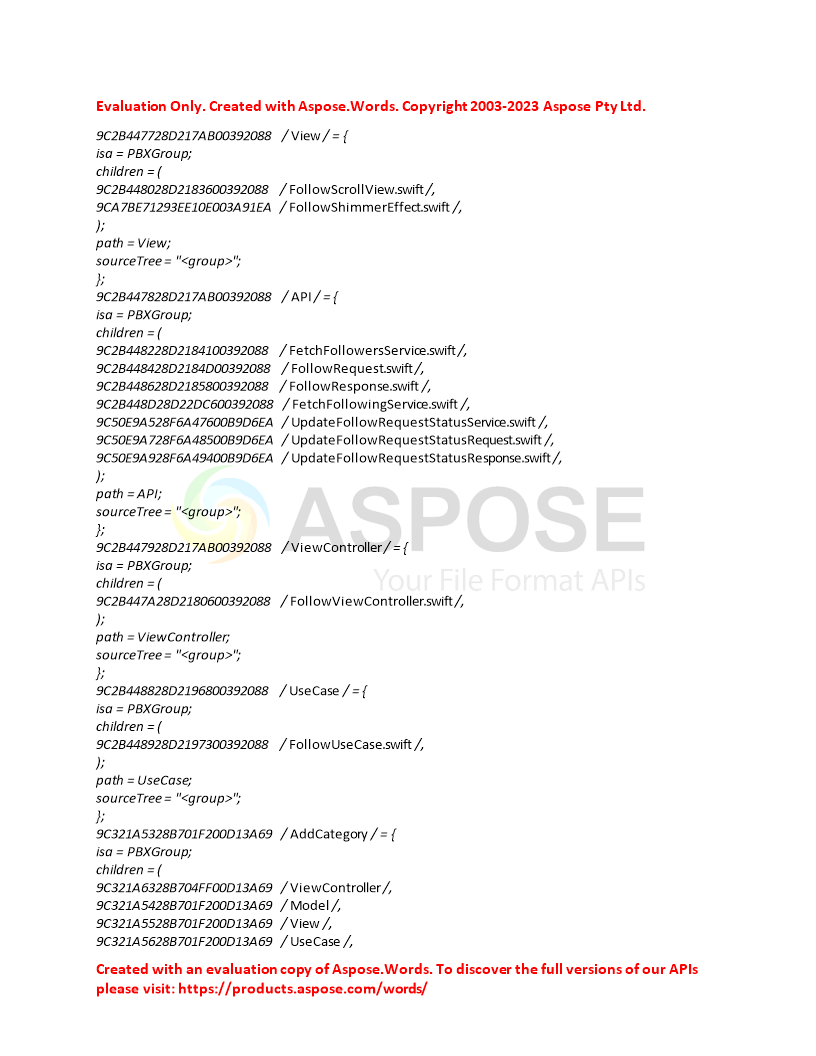 Evaluation Only. Created with Aspose.Words. Copyright 2003-2023 Aspose Pty Ltd.
9C2B447728D217AB00392088 / View / = {
isa = PBXGroup;
children = (
9C2B448028D2183600392088 / FollowScrollView.swift /,
9CA7BE71293EE10E003A91EA / FollowShimmerEffect.swift /,
);
path = View;
sourceTree = "<group>";
};
9C2B447828D217AB00392088 / API / = {
isa = PBXGroup;
children = (
9C2B448228D2184100392088 / FetchFollowersService.swift /,
9C2B448428D2184D00392088 / FollowRequest.swift /,
9C2B448628D2185800392088 / FollowResponse.swift /,
9C2B448D28D22DC600392088 / FetchFollowingService.swift /,
9C50E9A528F6A47600B9D6EA / UpdateFollowRequestStatusService.swift /,
9C50E9A728F6A48500B9D6EA / UpdateFollowRequestStatusRequest.swift /,
9C50E9A928F6A49400B9D6EA / UpdateFollowRequestStatusResponse.swift /,
);
path = API;
sourceTree = "<group>";
};
ASPOSE
Your File Format APIs
9C2B447928D217AB00392088 / ViewController / = {
isa = PBXGroup;
children = (
9C2B447A28D2180600392088 / FollowViewController.swift /,
);
path = ViewController;
sourceTree = "<group>";
};
9C2B448828D2196800392088 / UseCase / = {
isa = PBXGroup;
children = (
9C2B448928D2197300392088 / FollowUseCase.swift /,
);
path = UseCase;
sourceTree = "<group>";
};
9C321A5328B701F200D13A69 / AddCategory / = {
isa = PBXGroup;
children = (
9C321A6328B704FF00D13A69 / ViewController /,
9C321A5428B701F200D13A69 / Model /,
9C321A5528B701F200D13A69 / View /,
9C321A5628B701F200D13A69 / UseCase /,
Created with an evaluation copy of Aspose.Words. To discover the full versions of our APIs
please visit: https://products.aspose.com/words/